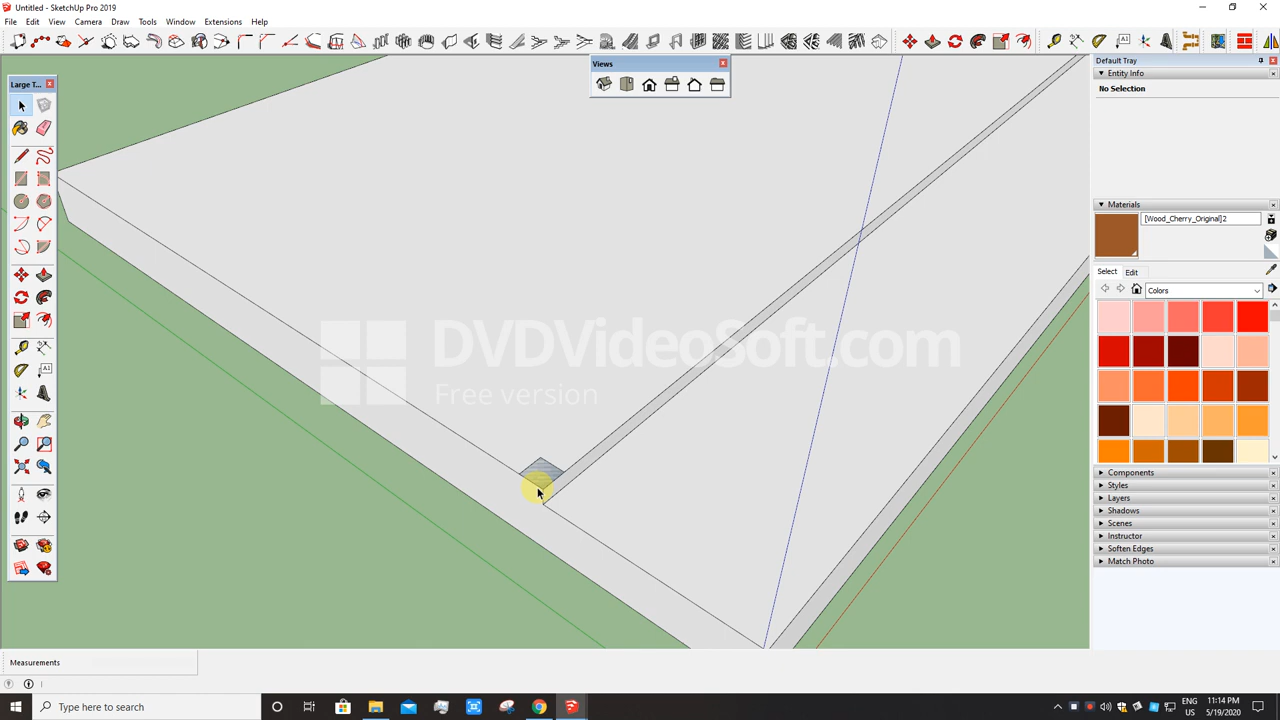 Untitled - SketchUp Pro 2019
File Edit View Camera Draw Tools Window Extensions Help
Large T...
Views
Default Tray
Entity Info
No Selection
Materials
[Wood_Cherry_Original]2
Select Edit
Colors
DVDVideoSoft.com
Free version
Components
Styles
Layers
Shadows
Scenes
Instructor
Soften Edges
Match Photo
Measurements
Type here to search
ENG
US
11:14 PM
5/19/2020